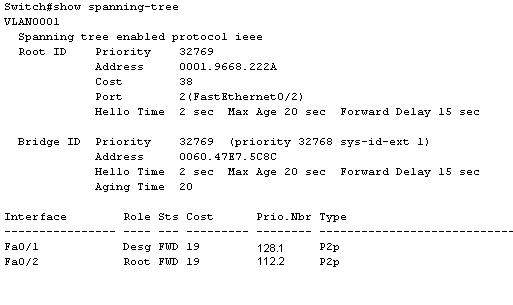 Switch#show spanning-tree
VLAN0001
  Spanning tree enabled protocol ieee
  Root ID    Priority    32769
             Address     0001.9668.222A
             Cost        38
             Port        2(FastEthernet0/2)
             Hello Time  2 sec  Max Age 20 sec  Forward Delay 15 sec

  Bridge ID  Priority    32769  (priority 32768 sys-id-ext 1)
             Address     0060.47E7.5C8C
             Hello Time  2 sec  Max Age 20 sec  Forward Delay 15 sec
             Aging Time  20

Interface        Role Sts Cost      Prio.Nbr Type
---------------- ---- --- --------- -------- --------------------------------
Fa0/1            Desg FWD 19        128.1    P2p
Fa0/2            Root FWD 19        112.2    P2p